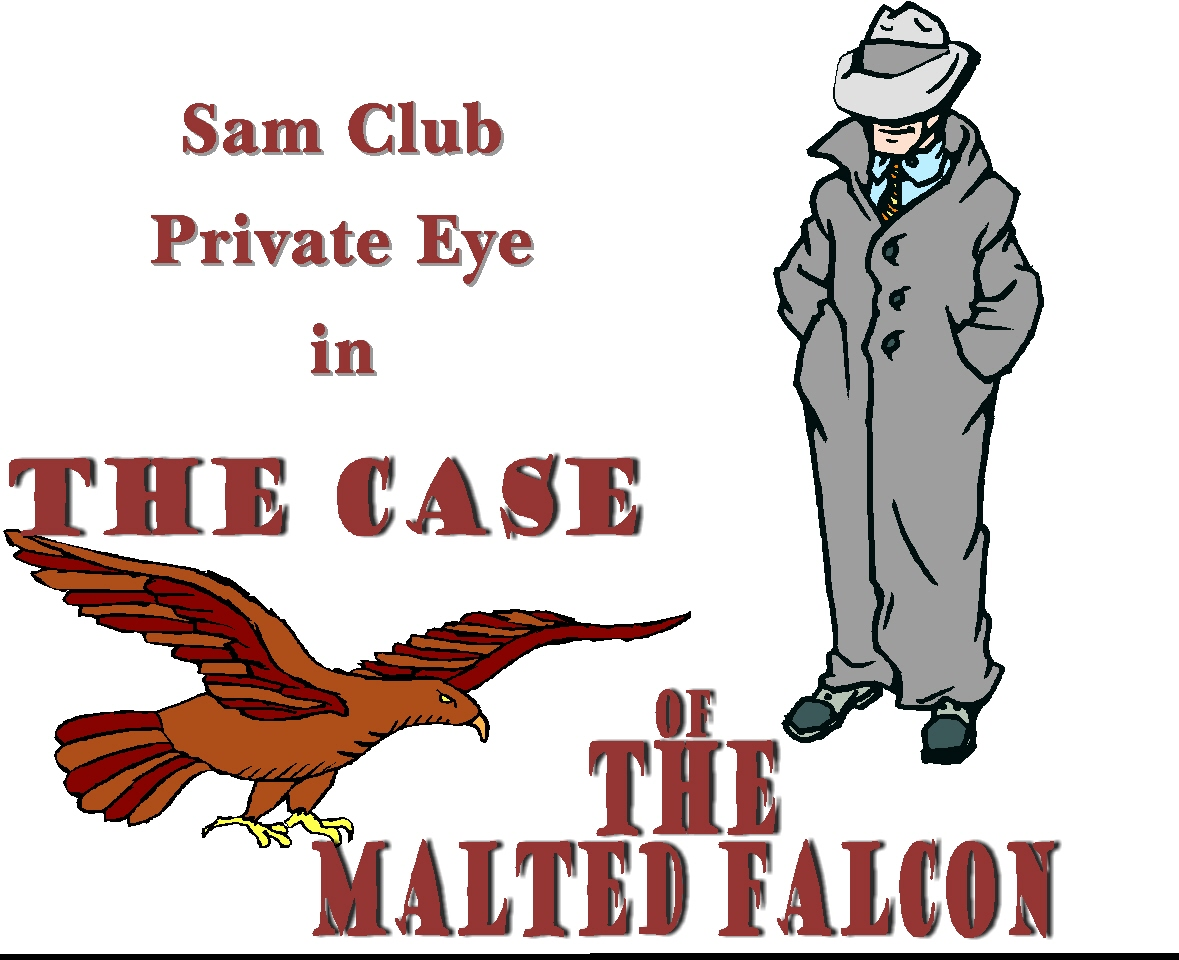 Sam Club
Private Eye
in
THE CASE
OF
THE
MALTED FALCON